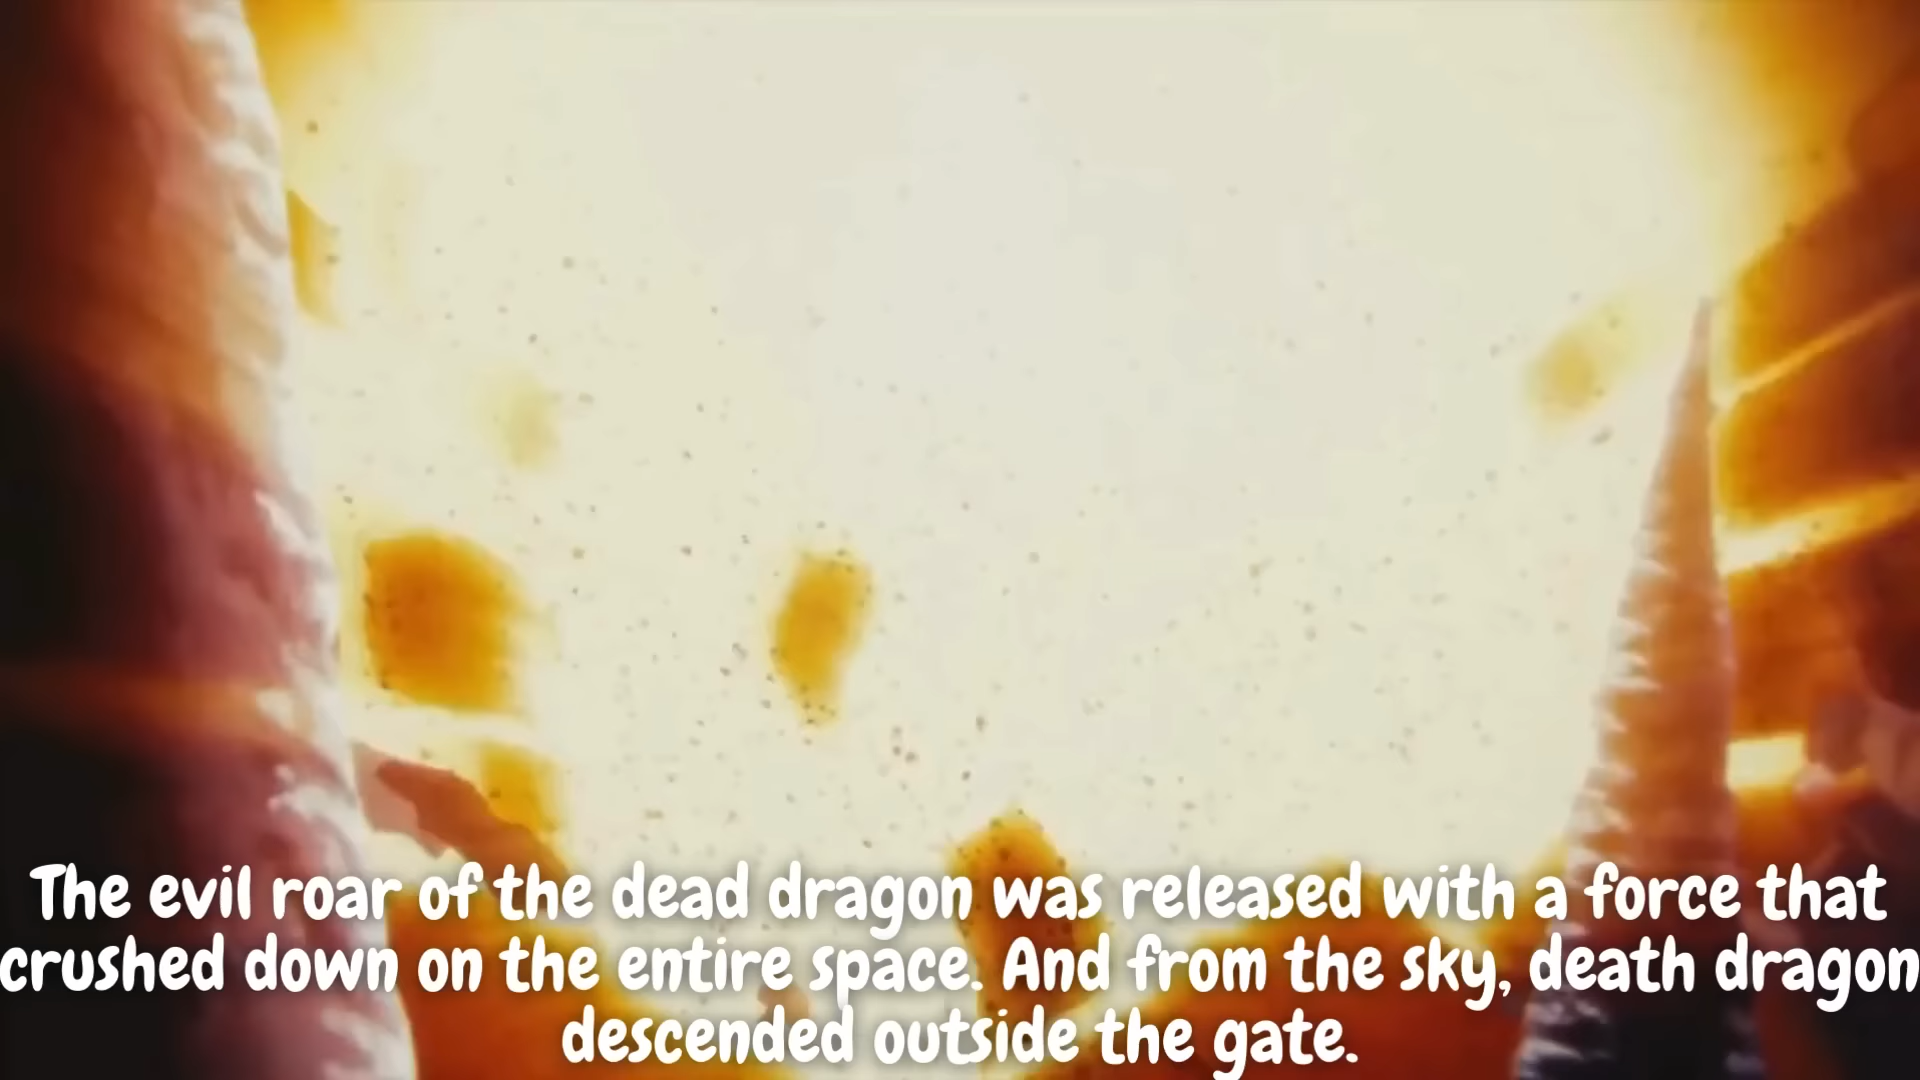 The evil roar of the dead dragon was released with a force that
crushed down on the entire space. And from the sky, death dragon
descended outside the gate.